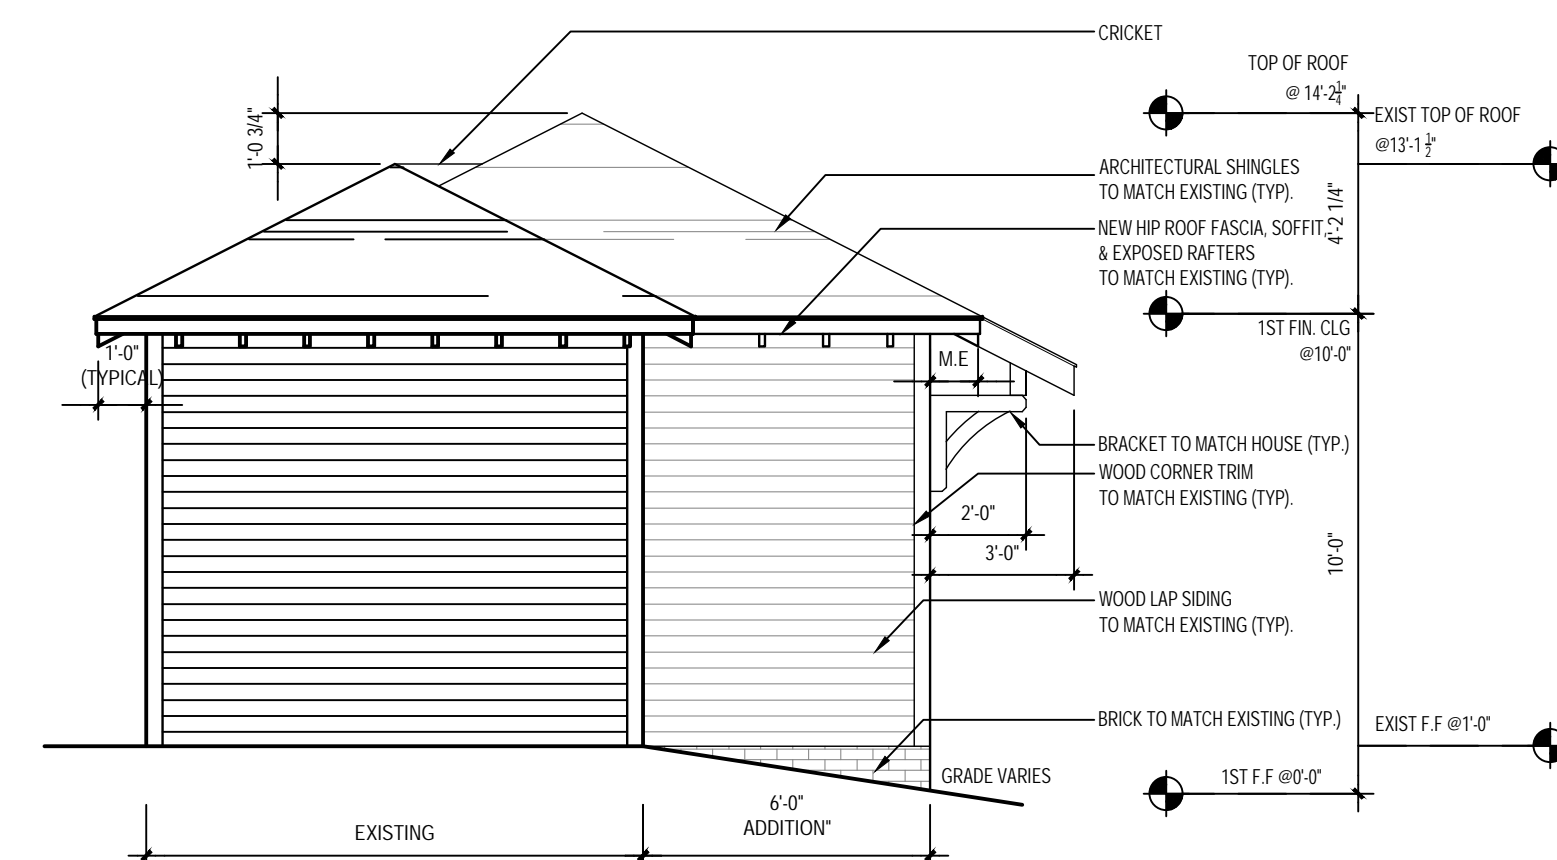 CRICKET
TOP OF ROOF
@ 14'-2 1/4"
EXIST TOP OF ROOF
@13'-1 1/2"
1'-0 3/4"
ARCHITECTURAL SHINGLES
TO MATCH EXISTING (TYP).
4'-2 1/4"
NEW HIP ROOF FASCIA, SOFFIT,
& EXPOSED RAFTERS
TO MATCH EXISTING (TYP).
1ST FIN. CLG
@10'-0"
1'-0"
(TYPICAL)
M.E
BRACKET TO MATCH HOUSE (TYP.)
WOOD CORNER TRIM
TO MATCH EXISTING (TYP).
2'-0"
3'-0"
10'-0"
WOOD LAP SIDING
TO MATCH EXISTING (TYP).
BRICK TO MATCH EXISTING (TYP.)
EXIST F.F @1'-0"
GRADE VARIES
1ST F.F @0'-0"
EXISTING
6'-0"
ADDITION"